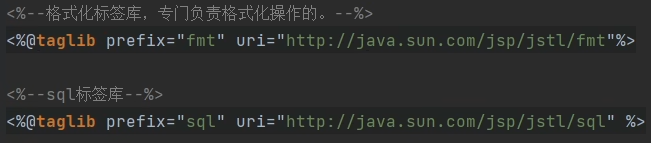 <%--格式化标签库，专门负责格式化操作的。--%>
<%@taglib prefix="fmt" uri="http://java.sun.com/jsp/jstl/fmt"%>
<%--sql标签库--%>
<%@taglib prefix="sql" uri="http://java.sun.com/jsp/jstl/sql" %>